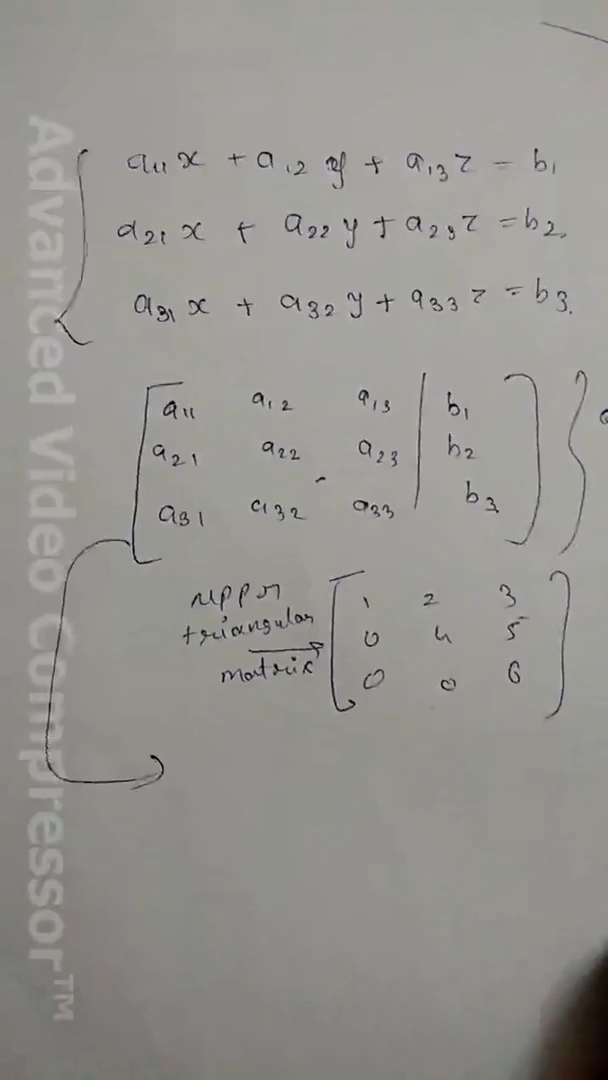 a11 x + a12 y + a13 z = b1
a21 x + a22 y + a23 z = b2.
a31 x + a32 y + a33 z = b3.
a11 a12 a13 | b1
a21 a22 a23 | b2
a31 a32 a33 | b3.
upper
triangular
matrix
1 2 3
0 4 5
0 0 6
Advanced Video Compressor™